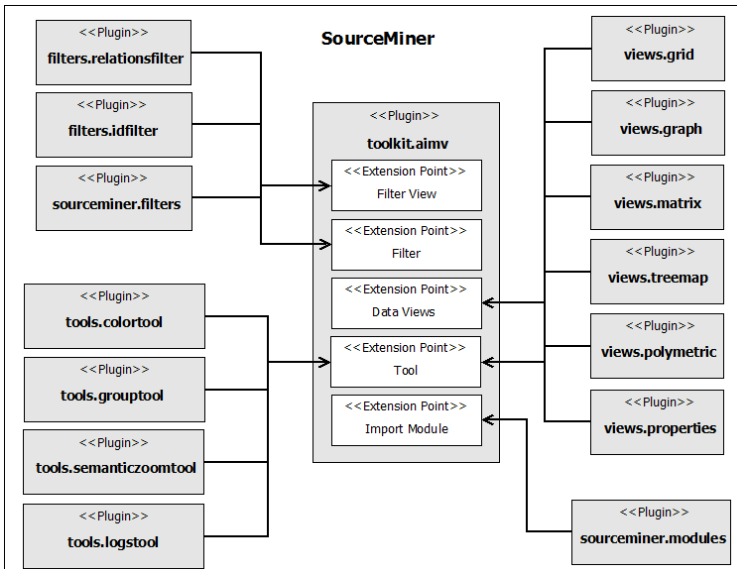 SourceMiner
<<Plugin>>
filters.relationsfilter
<<Plugin>>
filters.idfilter
<<Plugin>>
sourceminer.filters
<<Plugin>>
tools.colortool
<<Plugin>>
tools.grouptool
<<Plugin>>
tools.semanticzoomtool
<<Plugin>>
tools.logstool
<<Plugin>>
toolkit.aimv
<<Extension Point>>
Filter View
<<Extension Point>>
Filter
<<Extension Point>>
Data Views
<<Extension Point>>
Tool
<<Extension Point>>
Import Module
<<Plugin>>
views.grid
<<Plugin>>
views.graph
<<Plugin>>
views.matrix
<<Plugin>>
views.treemap
<<Plugin>>
views.polymetric
<<Plugin>>
views.properties
<<Plugin>>
sourceminer.modules